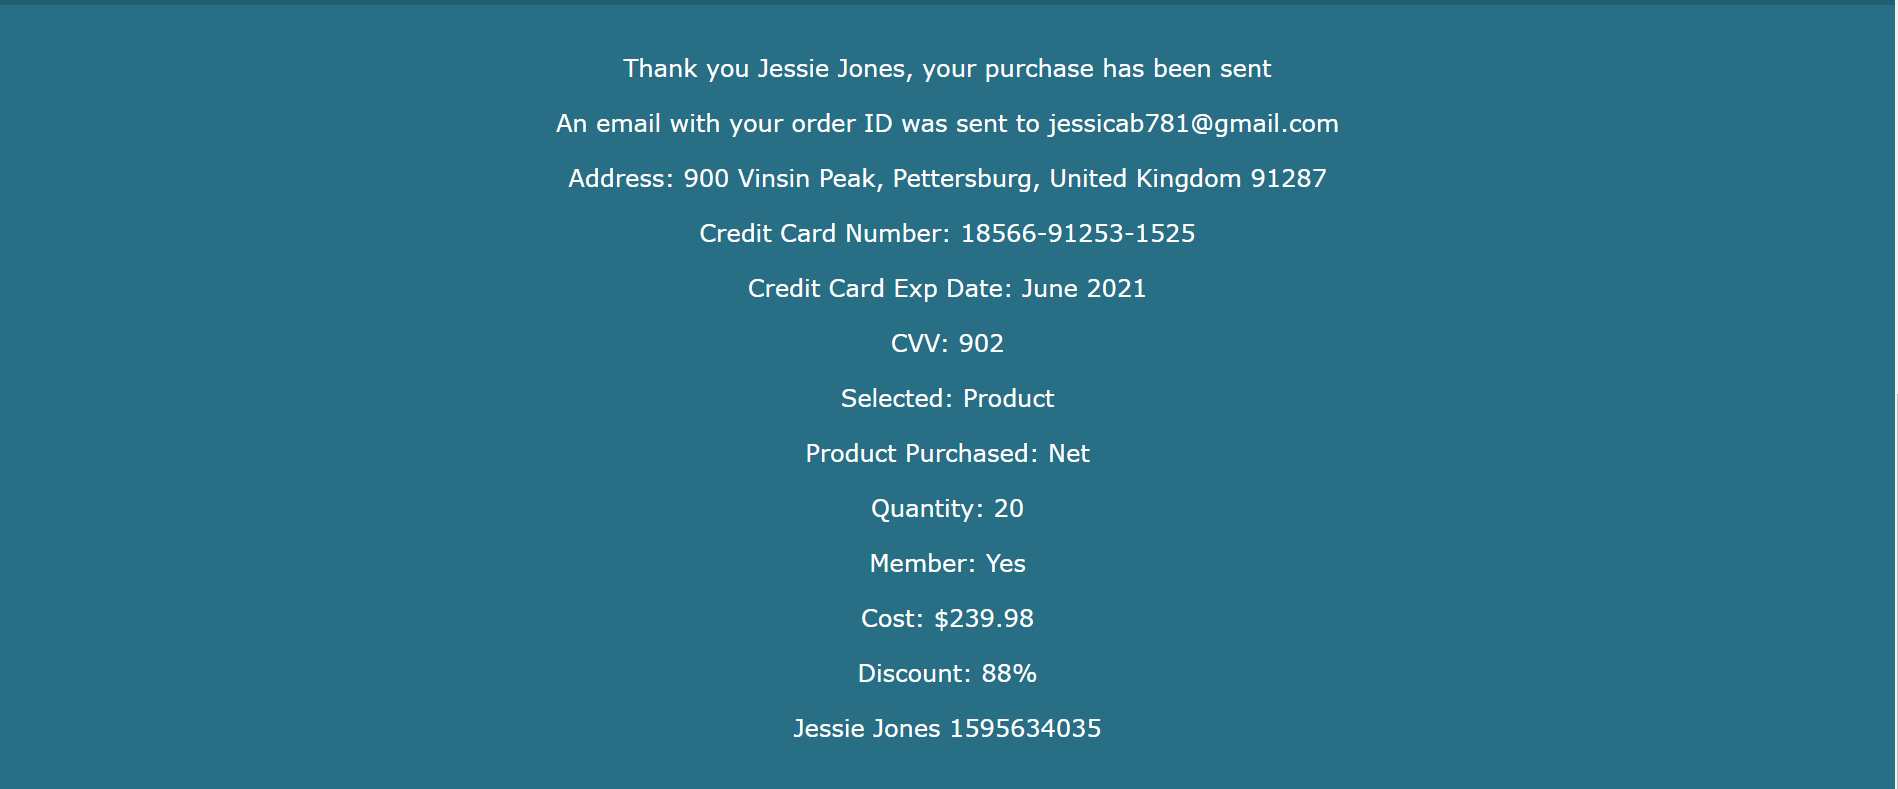 Thank you Jessie Jones, your purchase has been sent
An email with your order ID was sent to jessicab781@gmail.com
Address: 900 Vinsin Peak, Pettersburg, United Kingdom 91287
Credit Card Number: 18566-91253-1525
Credit Card Exp Date: June 2021
CVV: 902
Selected: Product
Product Purchased: Net
Quantity: 20
Member: Yes
Cost: $239.98
Discount: 88%
Jessie Jones 1595634035